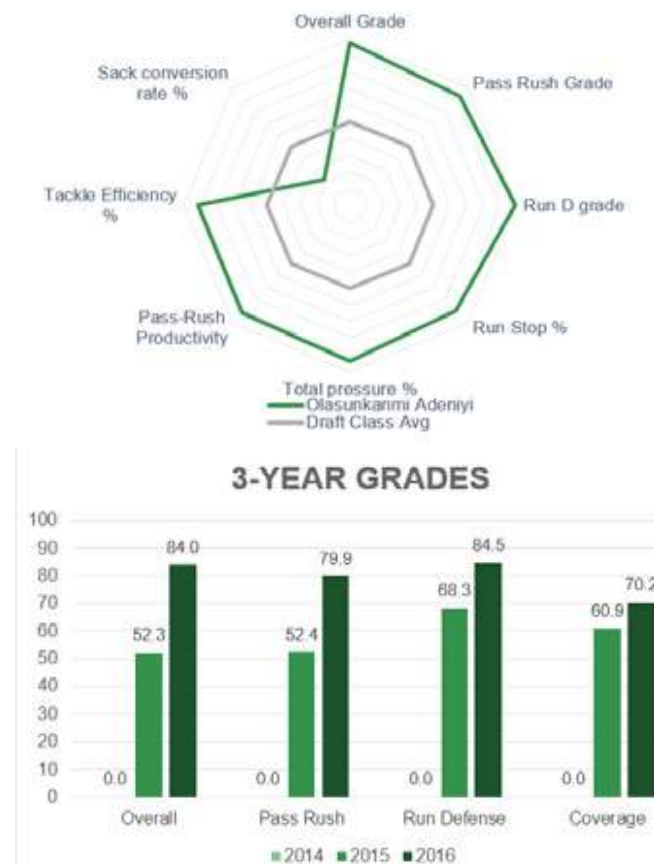 Overall Grade
Sack conversion
rate %
Pass Rush Grade
Tackle Efficiency
%
Run D grade
Pass-Rush
Productivity
Run Stop %
Total pressure %
Olasunkanmi Adeniyi
Draft Class Avg
3-YEAR GRADES
100
90
80
70
60
50
40
30
20
10
0
0.0 52.3 84.0
0.0 52.4 79.9
0.0 68.3 84.5
0.0 60.9 70.2
Overall Pass Rush Run Defense Coverage
2014 2015 2016